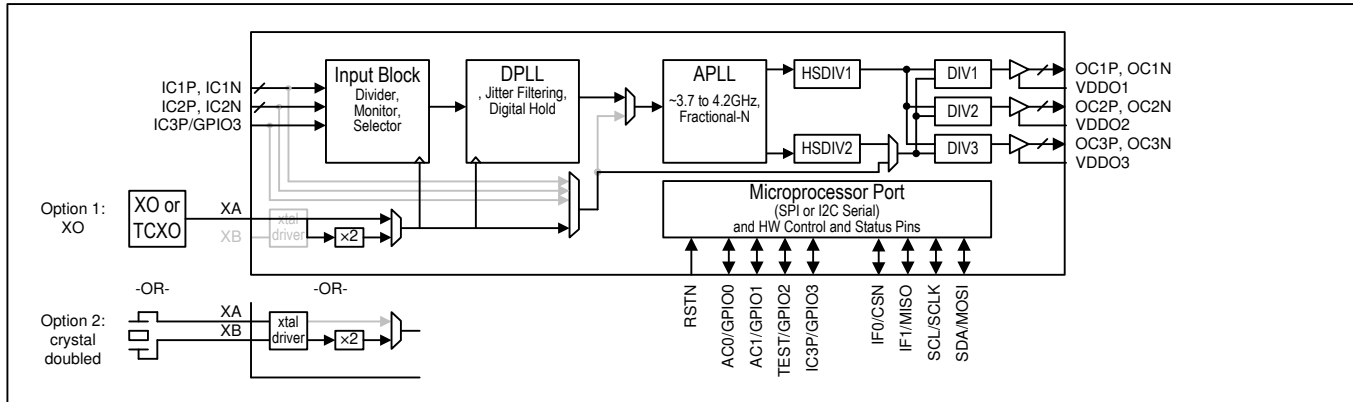 IC1P, IC1N
IC2P, IC2N
IC3P/GPIO3
Input Block
Divider,
Monitor,
Selector
DPLL
, Jitter Filtering,
Digital Hold
APLL
~3.7 to 4.2GHz,
Fractional-N
HSDIV1
HSDIV2
DIV1
DIV2
DIV3
OC1P, OC1N
VDDO1
OC2P, OC2N
VDDO2
OC3P, OC3N
VDDO3
Option 1:
XO
XO or
TCXO
XA
XB
xtal
driver
×2
Microprocessor Port
(SPI or I2C Serial)
and HW Control and Status Pins
RSTN
AC0/GPIO0
AC1/GPIO1
TEST/GPIO2
IC3P/GPIO3
IF0/CSN
IF1/MISO
SCL/SCLK
SDA/MOSI
-OR-
-OR-
Option 2:
crystal
doubled
XA
XB
xtal
driver
×2